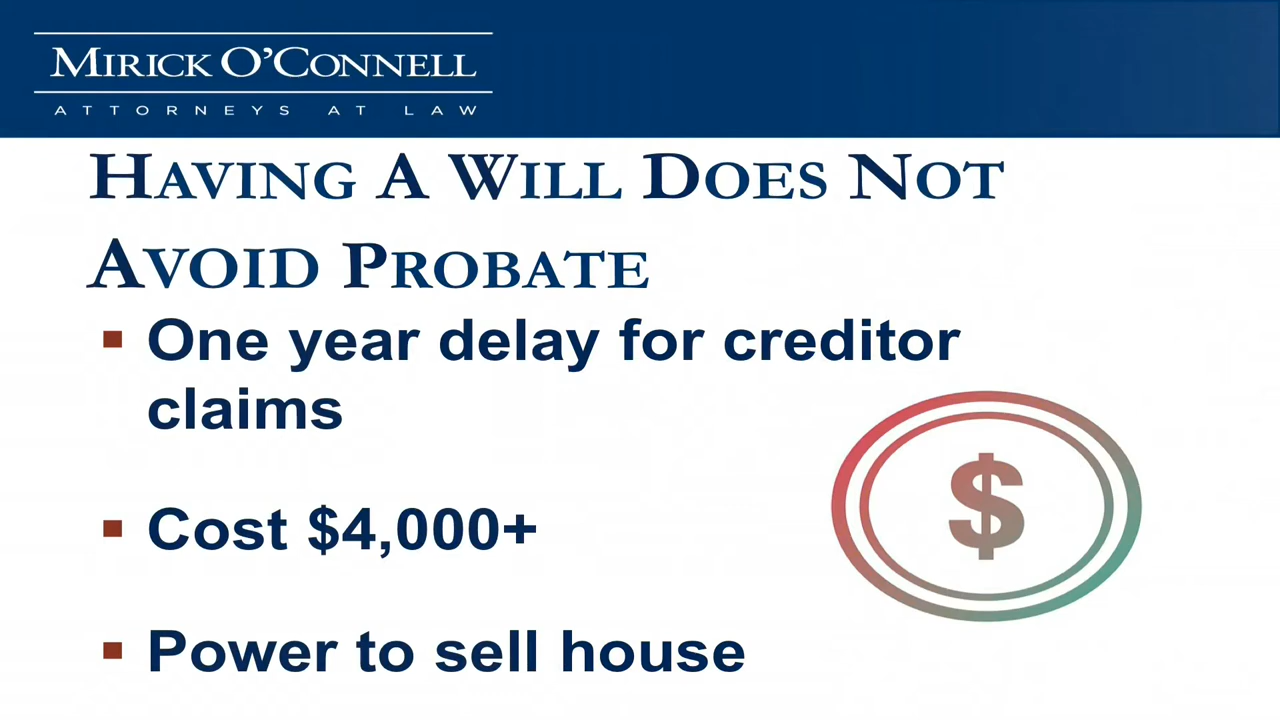 MIRICK O'CONNELL
ATTORNEYS AT LAW
HAVING A WILL DOES NOT
AVOID PROBATE
▪ One year delay for creditor
claims
▪ Cost $4,000+
▪ Power to sell house
$